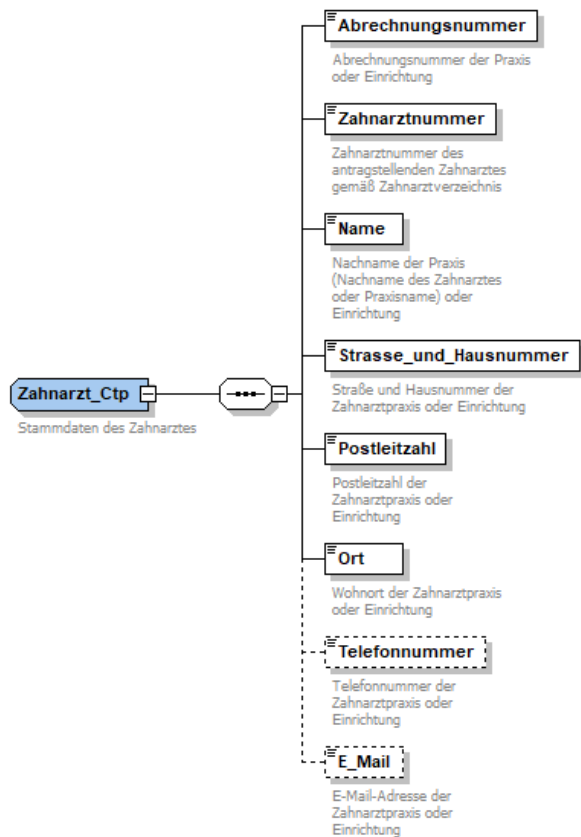 Abrechnungsnummer
Abrechnungsnummer der Praxis
oder Einrichtung
Zahnarztnummer
Zahnarztnummer des
antragstellenden Zahnarztes
gemäß Zahnarztverzeichnis
Name
Nachname der Praxis
(Nachname des Zahnarztes
oder Praxisname) oder
Einrichtung
Strasse_und_Hausnummer
Straße und Hausnummer der
Zahnarztpraxis oder Einrichtung
Zahnarzt_Ctp
Stammdaten des Zahnarztes
Postleitzahl
Postleitzahl der
Zahnarztpraxis oder
Einrichtung
Ort
Wohnort der Zahnarztpraxis
oder Einrichtung
Telefonnummer
Telefonnummer der
Zahnarztpraxis oder
Einrichtung
E_Mail
E-Mail-Adresse der
Zahnarztpraxis oder
Einrichtung